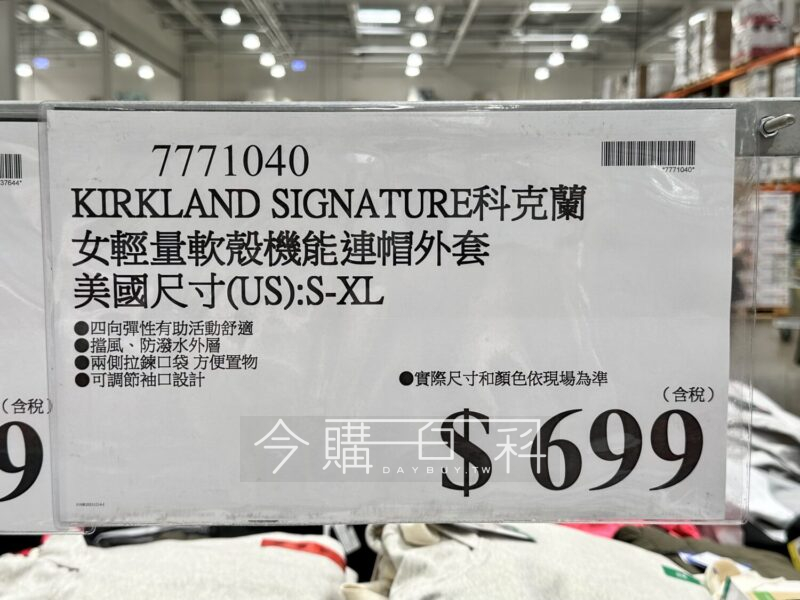 7771040
*7771040*
37644*
KIRKLAND SIGNATURE科克蘭
女輕量軟殼機能連帽外套
美國尺寸(US):S-XL
●四向彈性有助活動舒適
●擋風、防潑水外層
●兩側拉鍊口袋 方便置物
●可調節袖口設計
●實際尺寸和顏色依現場為準
(含稅)
(含稅)
$ 699
9
今購百科
DAYBUY.TW